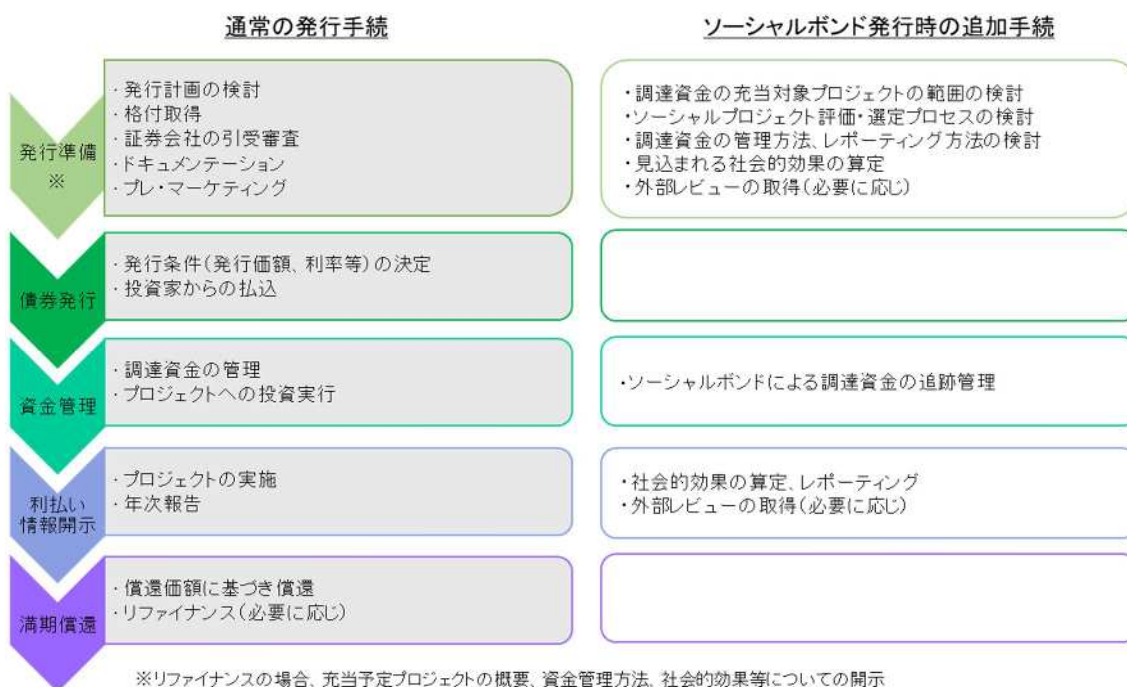 通常の発行手続
ソーシャルボンド発行時の追加手続
発行準備
※
・発行計画の検討
・格付取得
・証券会社の引受審査
・ドキュメンテーション
・プレ・マーケティング
・調達資金の充当対象プロジェクトの範囲の検討
・ソーシャルプロジェクト評価・選定プロセスの検討
・調達資金の管理方法、レポーティング方法の検討
・見込まれる社会的効果の算定
・外部レビューの取得(必要に応じ)
債券発行
・発行条件(発行価額、利率等)の決定
・投資家からの払込
資金管理
・調達資金の管理
・プロジェクトへの投資実行
・ソーシャルボンドによる調達資金の追跡管理
利払い
情報開示
・プロジェクトの実施
・年次報告
・社会的効果の算定、レポーティング
・外部レビューの取得(必要に応じ)
満期償還
・償還価額に基づき償還
・リファイナンス(必要に応じ)
※リファイナンスの場合、充当予定プロジェクトの概要、資金管理方法、社会的効果等についての開示